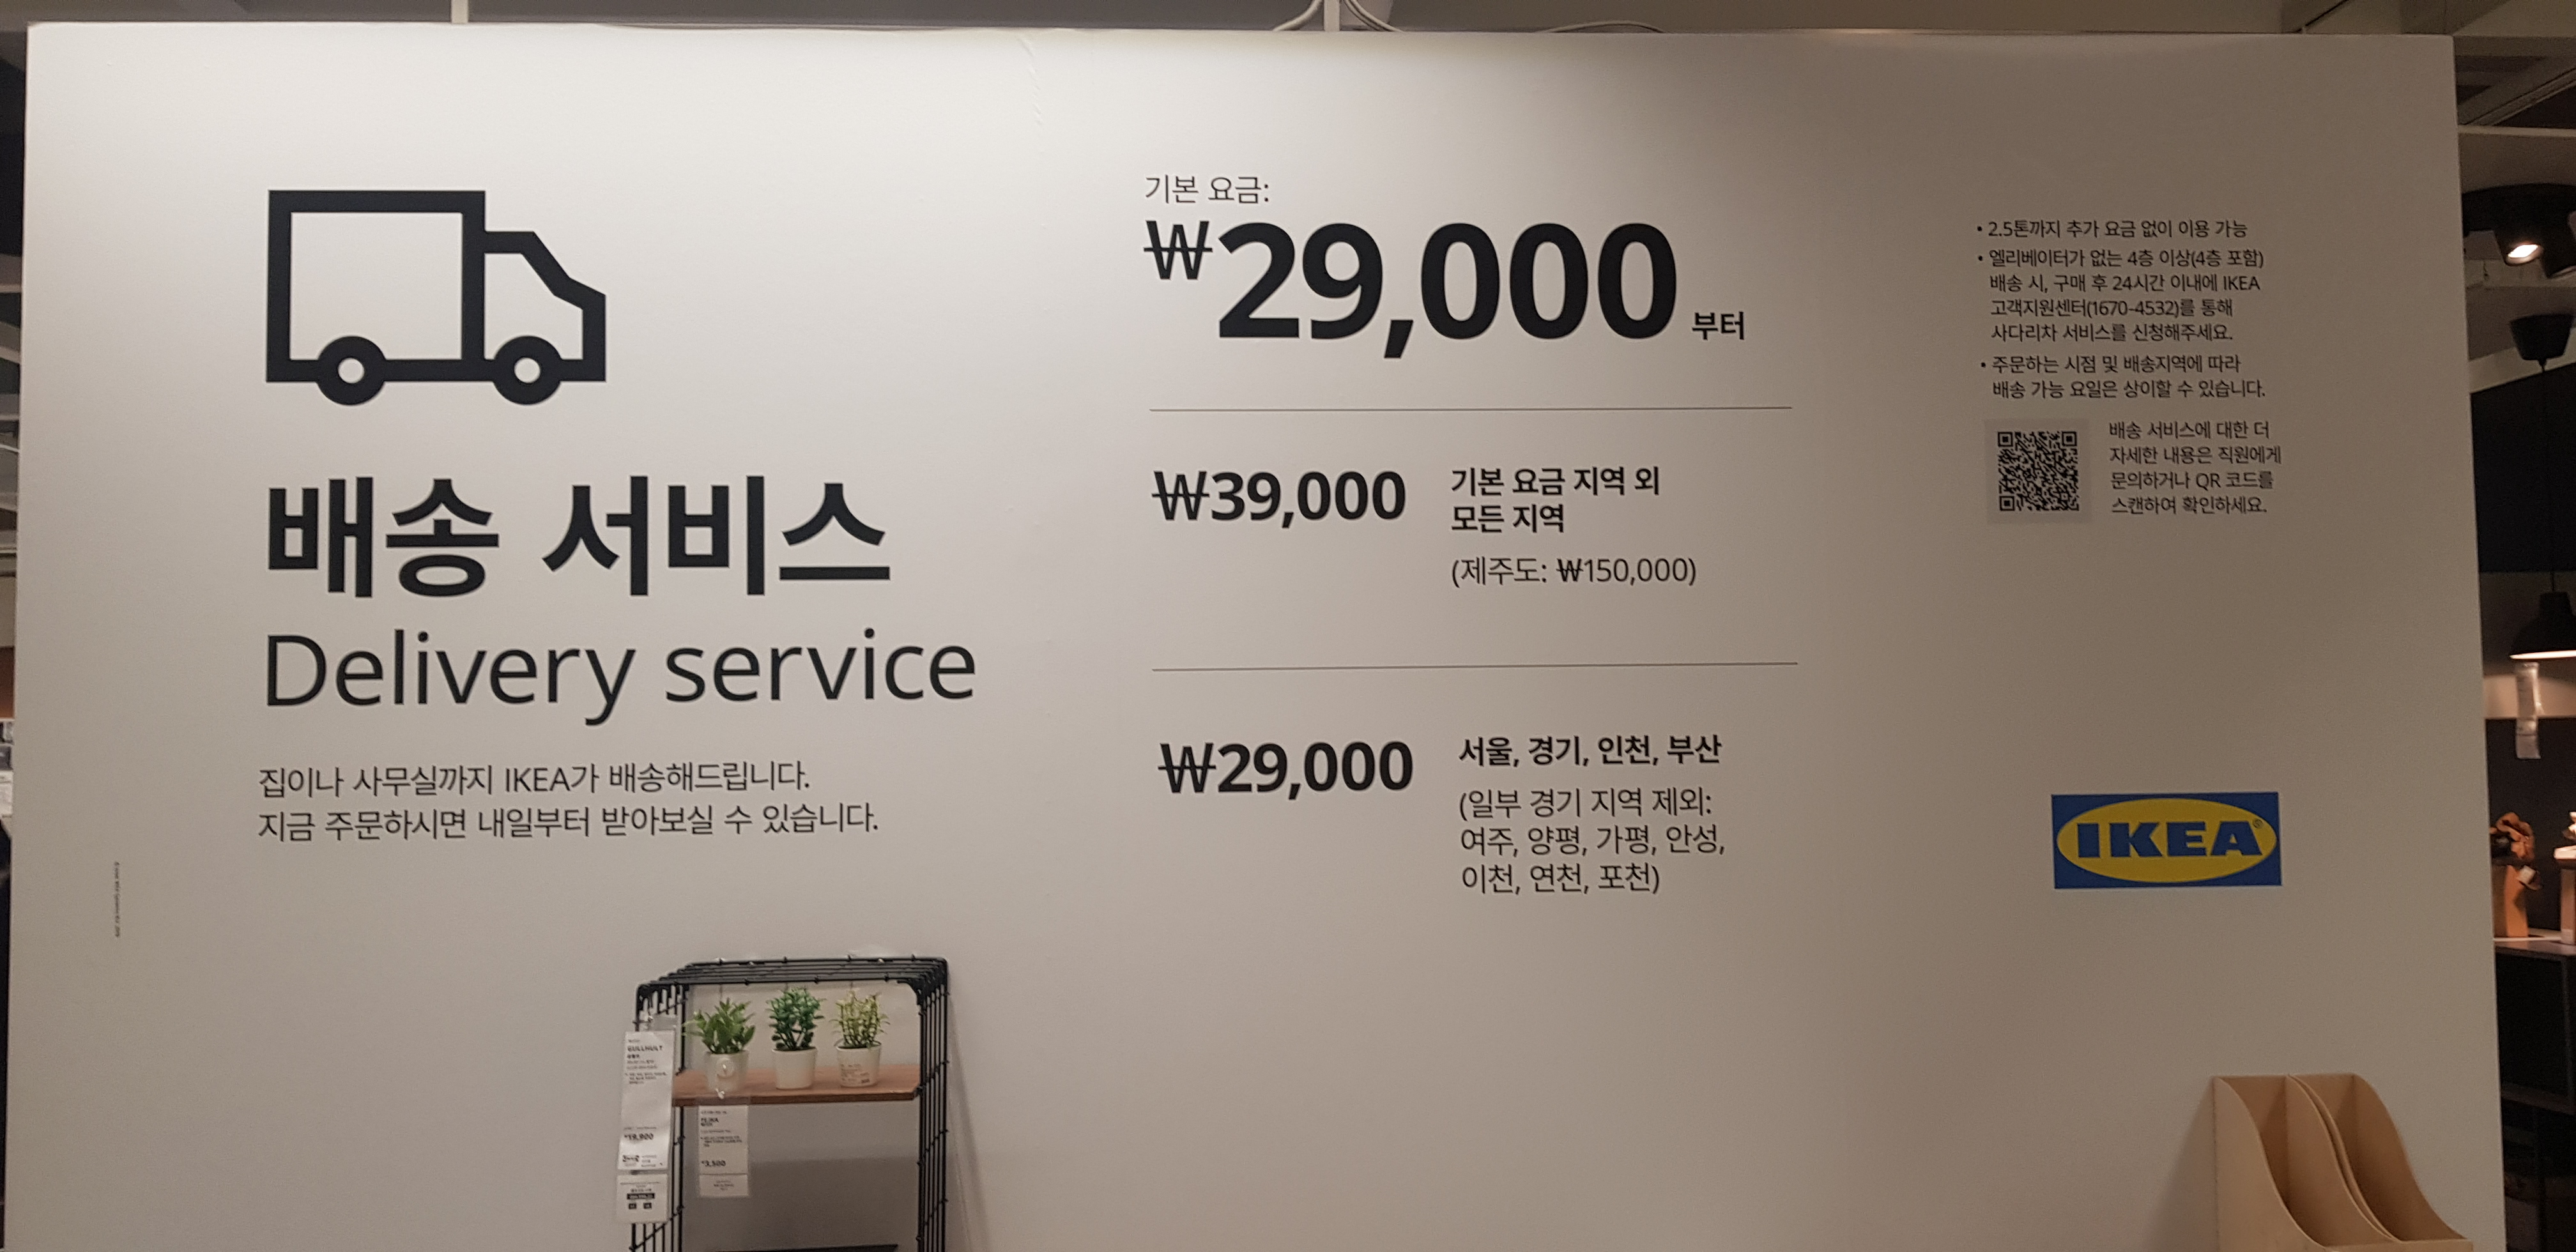 배송 서비스
Delivery service
집이나 사무실까지 IKEA가 배송해드립니다.
지금 주문하시면 내일부터 받아보실 수 있습니다.
기본 요금:
₩29,000 부터
₩39,000 기본 요금 지역 외
모든 지역
(제주도: ₩150,000)
₩29,000 서울, 경기, 인천, 부산
(일부 경기 지역 제외:
여주, 양평, 가평, 안성,
이천, 연천, 포천)
• 2.5톤까지 추가 요금 없이 이용 가능
• 엘리베이터가 없는 4층 이상(4층 포함)
배송 시, 구매 후 24시간 이내에 IKEA
고객지원센터(1670-4532)를 통해
사다리차 서비스를 신청해주세요.
• 주문하는 시점 및 배송지역에 따라
배송 가능 요일은 상이할 수 있습니다.
배송 서비스에 대한 더
자세한 내용은 직원에게
문의하거나 QR 코드를
스캔하여 확인하세요.
IKEA®
GULLHULT
FEJKA